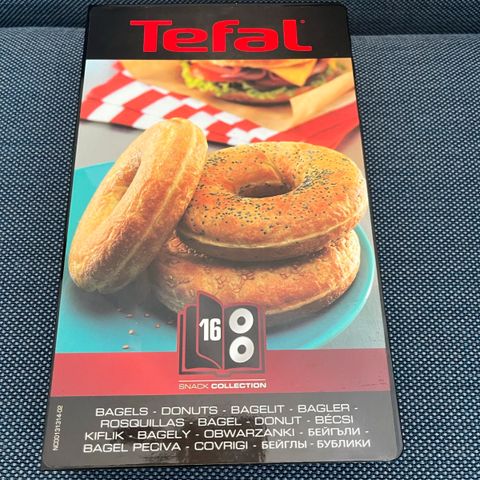 Tefal
16
SNACK COLLECTION
BAGELS - DONUTS - BAGELIT - BAGLER -
ROSQUILLAS - BAGEL - DONUT - BÉCSI
KIFLIK - BAGELY - OBWARZANKI - БЕЙГЪЛИ -
BAGEL PECIVA - COVRIGI - БЕЙГЛЫ - БУБЛИКИ